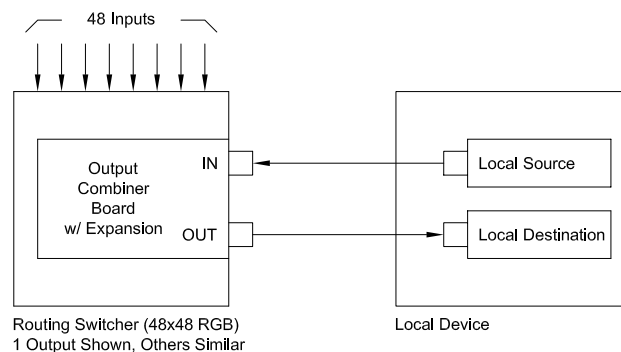 48 Inputs
Output
Combiner
Board
w/ Expansion
IN
OUT
Local Source
Local Destination
Routing Switcher (48x48 RGB)
1 Output Shown, Others Similar
Local Device